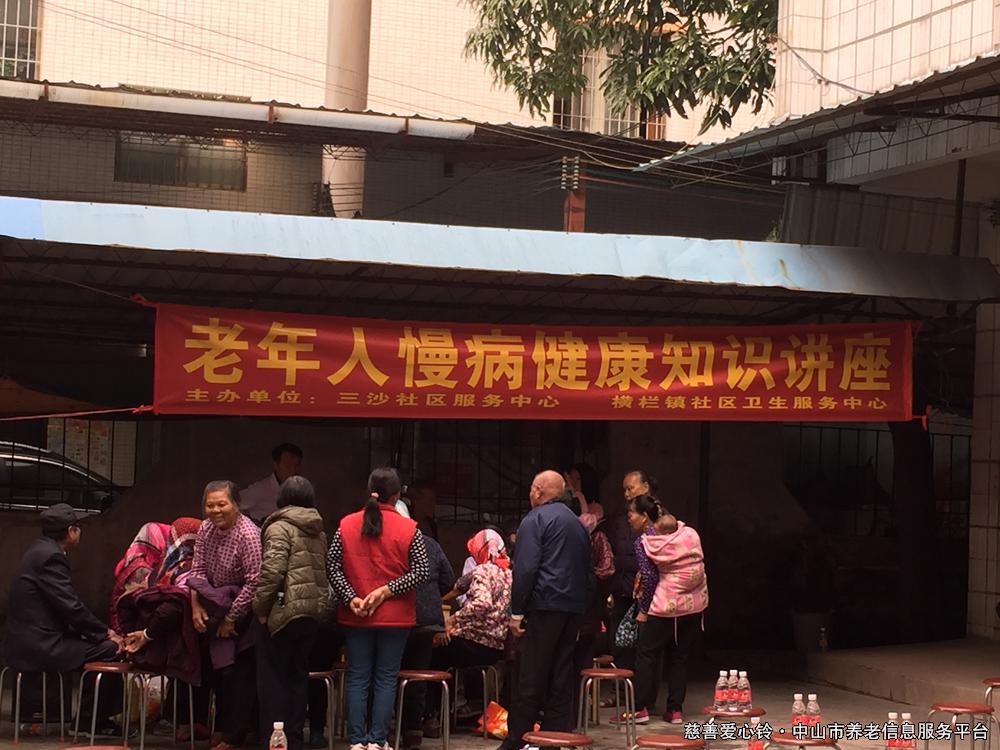 老年人慢病健康知识讲座
主办单位：三沙社区服务中心 横栏镇社区卫生服务中心
慈善爱心铃·中山市养老信息服务平台